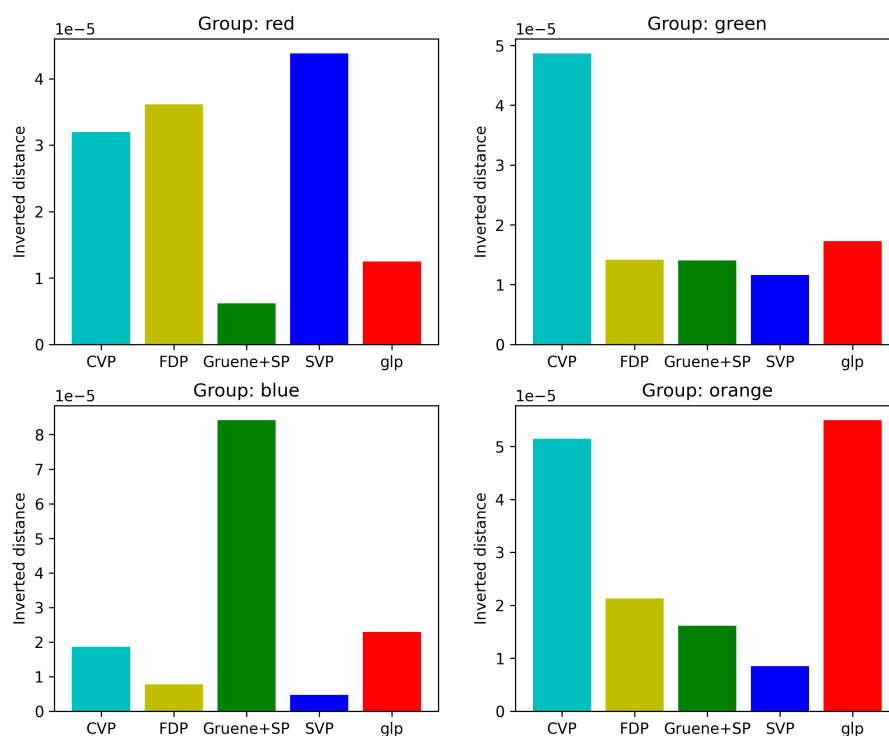 Group: red
1e−5
Inverted distance
4
3
2
1
0
CVP FDP Gruene+SP SVP glp
Group: green
1e−5
Inverted distance
5
4
3
2
1
0
CVP FDP Gruene+SP SVP glp
Group: blue
1e−5
Inverted distance
8
7
6
5
4
3
2
1
0
CVP FDP Gruene+SP SVP glp
Group: orange
1e−5
Inverted distance
5
4
3
2
1
0
CVP FDP Gruene+SP SVP glp